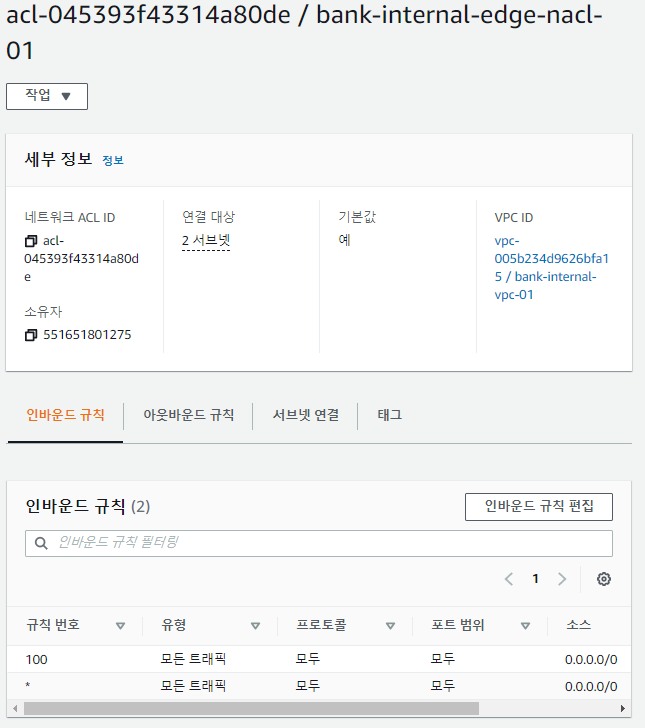 acl-045393f43314a80de / bank-internal-edge-nacl-
01
작업
세부 정보 정보
네트워크 ACL ID
acl-
045393f43314a80d
e
소유자
551651801275
연결 대상
2 서브넷
기본값
예
VPC ID
vpc-
005b234d9626bfa1
5 / bank-internal-
vpc-01
인바운드 규칙 아웃바운드 규칙 서브넷 연결 태그
인바운드 규칙 (2) 인바운드 규칙 편집
인바운드 규칙 필터링
1
규칙 번호 유형 프로토콜 포트 범위 소스
100 모든 트래픽 모두 모두 0.0.0.0/0
* 모든 트래픽 모두 모두 0.0.0.0/0